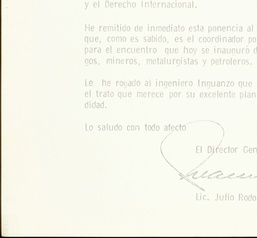 y el Derecho Internacional.
He remitido de inmediato esta ponencia al
que, como es sabido, es el coordinador po
para el encuentro que hoy se inauguró d
gos, mineros, metalurgistas y petroleros.
Le he rogado al ingeniero Inguanzo que
el trato que merece por su excelente plan
didad.
Lo saludo con todo afecto
El Director Gen
Lic. Julio Rodo